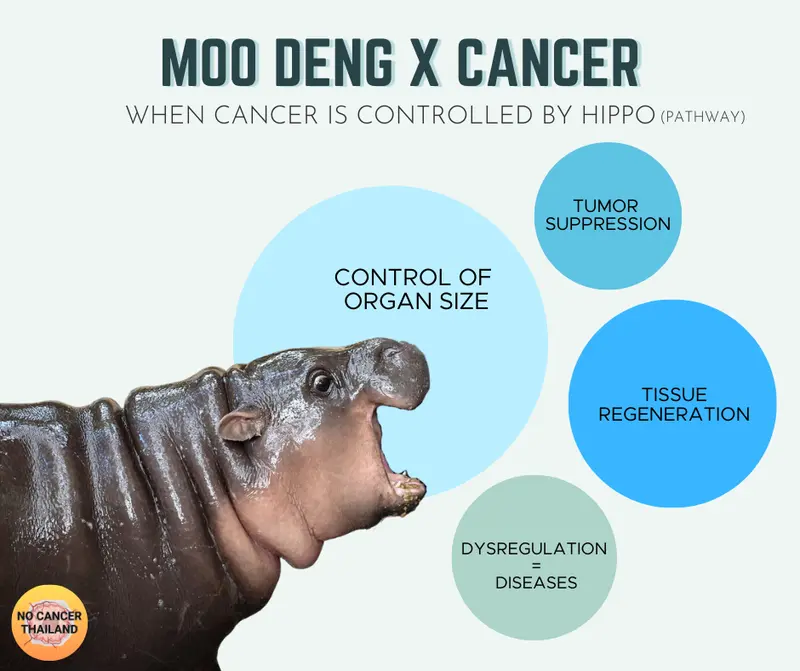 MOO DENG X CANCER
WHEN CANCER IS CONTROLLED BY HIPPO (PATHWAY)
TUMOR
SUPPRESSION
CONTROL OF
ORGAN SIZE
TISSUE
REGENERATION
DYSREGULATION
=
DISEASES
NO CANCER
THAILAND